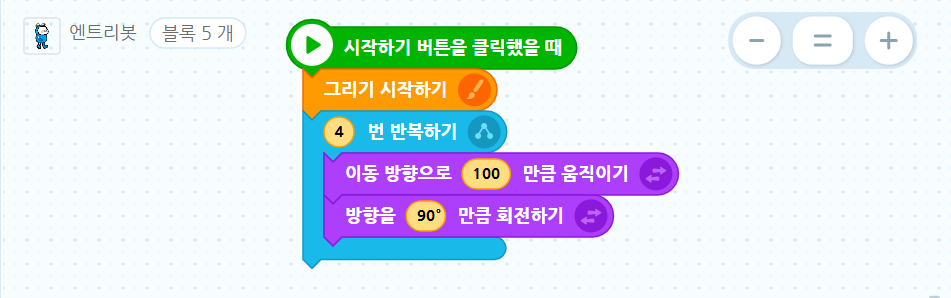 엔트리봇 블록 5 개
시작하기 버튼을 클릭했을 때
그리기 시작하기
4 번 반복하기
이동 방향으로 100 만큼 움직이기
방향을 90° 만큼 회전하기